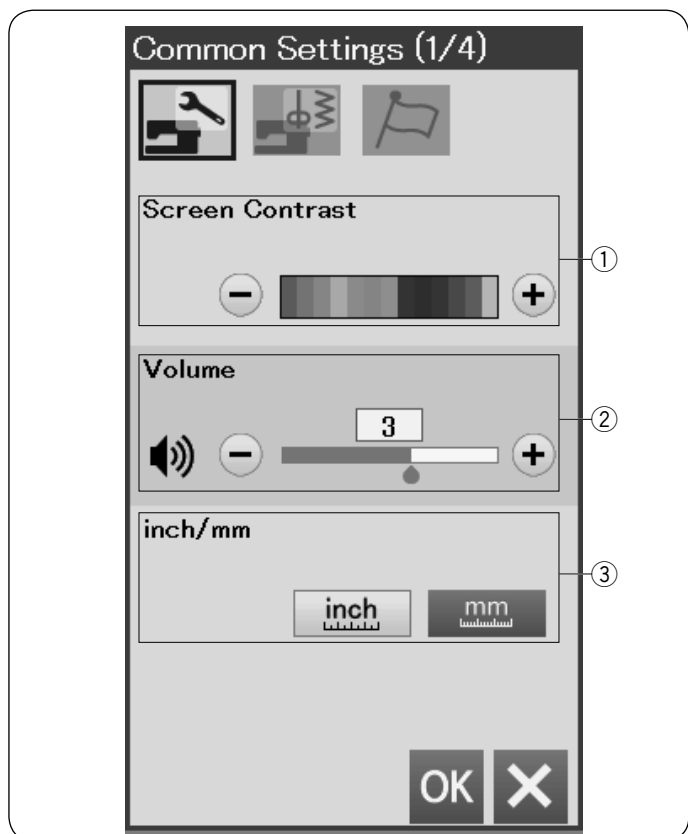 Common Settings (1/4)
Screen Contrast
− +
①
Volume
3
− +
②
inch/mm
inch mm
③
OK ×